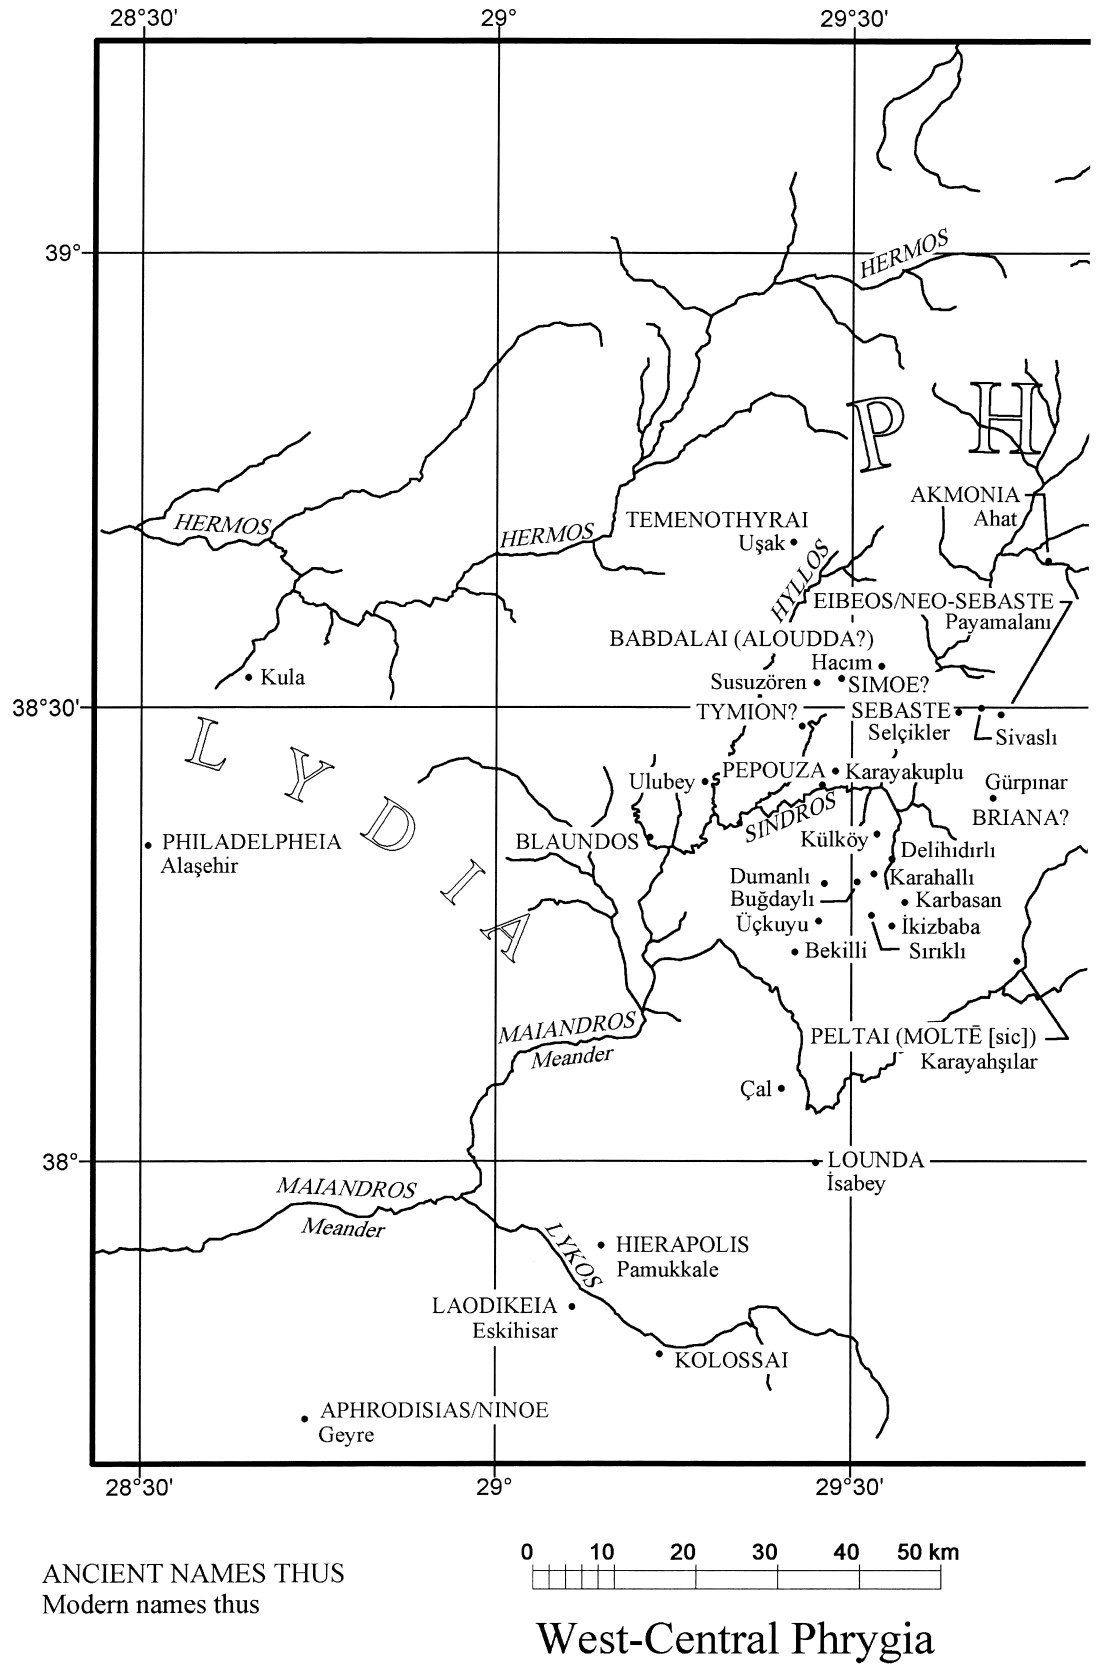 28°30'
29°
29°30'
39°
HERMOS
P H
AKMONIA
Ahat
HERMOS
HERMOS
TEMENOTHYRAI
Uşak
HYLLOS
EIBEOS/NEO-SEBASTE
Payamalanı
BABDALAI (ALOUDDA?)
Hacım
Kula
Susuzören
SIMOE?
38°30'
TYMION?
SEBASTE
Selçikler
Sivaslı
L Y D I A
Ulubey
PEPOUZA
Karayakuplu
Gürpınar
BRIANA?
SINDROS
BLAUNDOS
Külköy
PHILADELPHEIA
Alaşehir
Delihıdırlı
Dumanlı
Karahallı
Buğdaylı
Karbasan
Üçkuyu
İkizbaba
Bekilli
Sırıklı
MAIANDROS
Meander
PELTAI (MOLTĒ [sic])
Karayahşılar
Çal
38°
LOUNDA
İsabey
MAIANDROS
Meander
LYKOS
HIERAPOLIS
Pamukkale
LAODIKEIA
Eskihisar
KOLOSSAI
APHRODISIAS/NINOE
Geyre
28°30'
29°
29°30'
0 10 20 30 40 50 km
ANCIENT NAMES THUS
Modern names thus
West-Central Phrygia